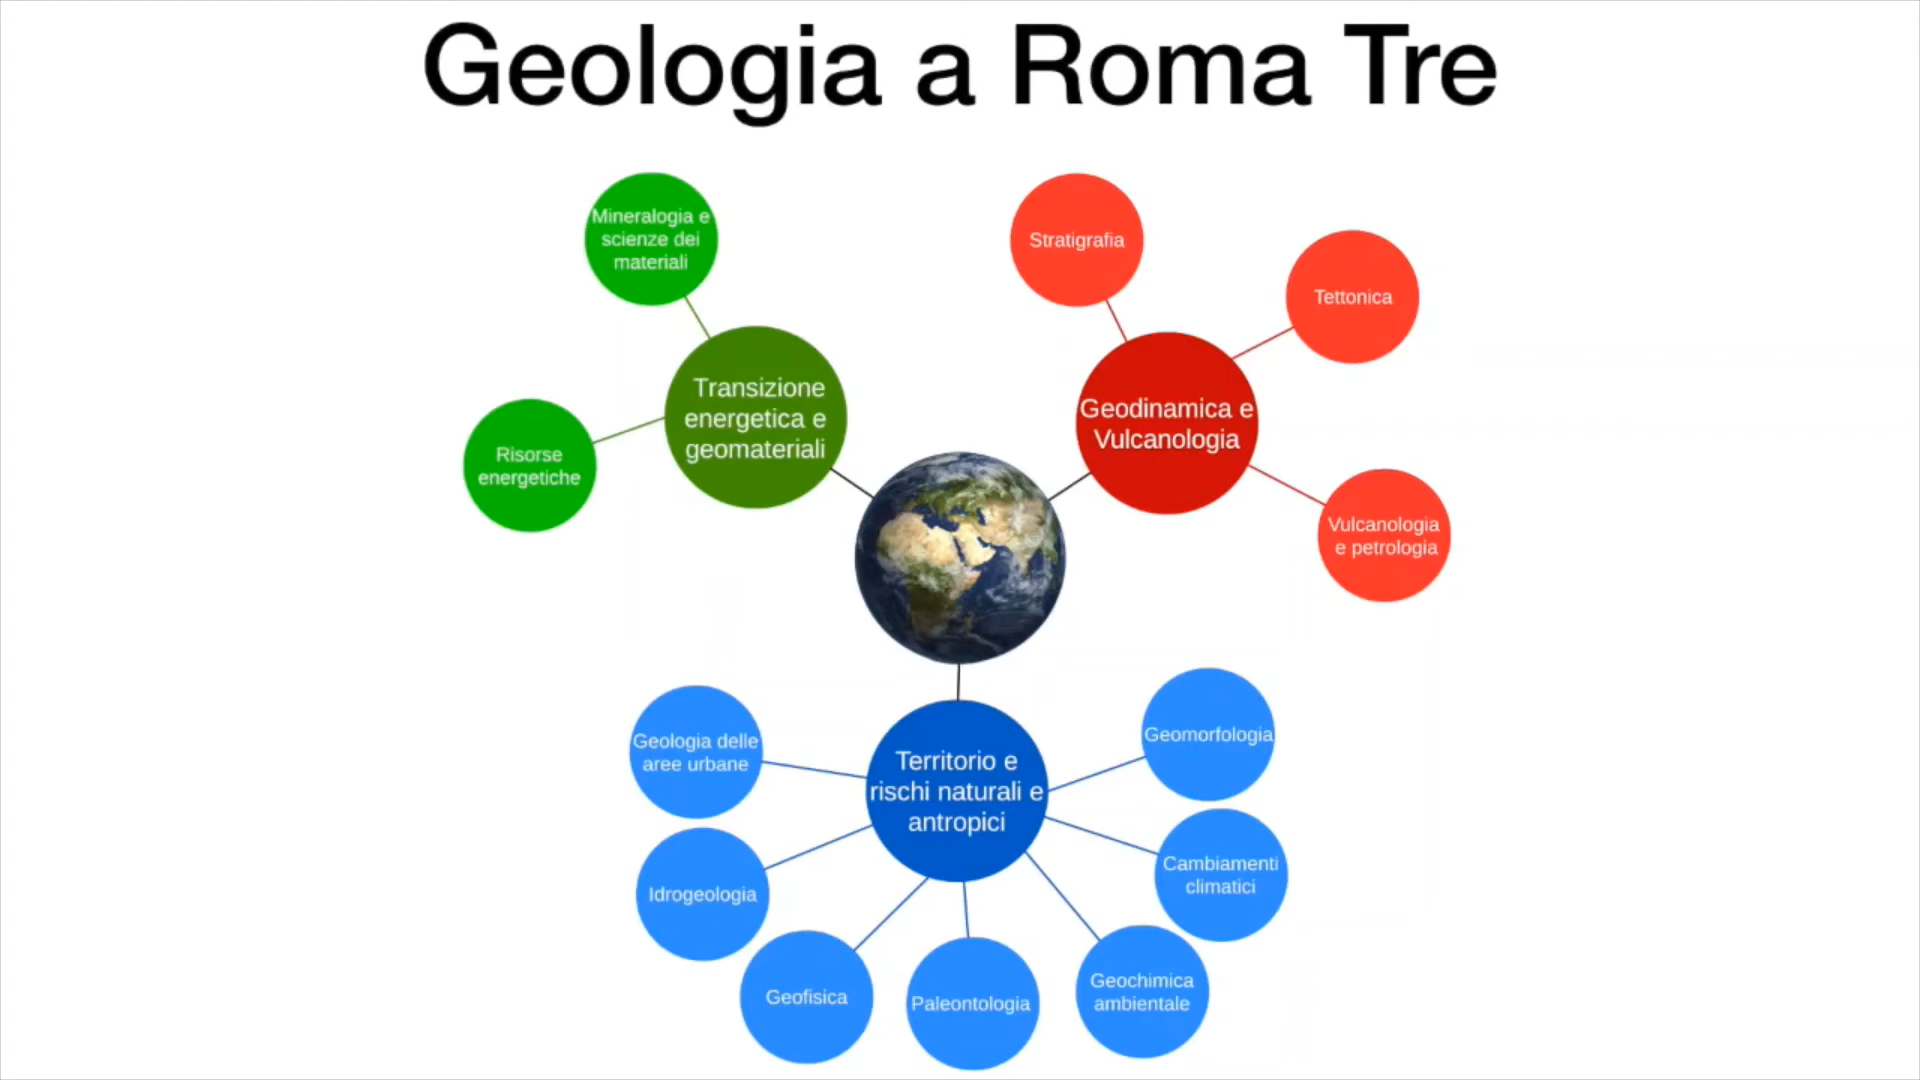 Geologia a Roma Tre
Mineralogia e
scienze dei
materiali
Risorse
energetiche
Transizione
energetica e
geomateriali
Stratigrafia
Tettonica
Geodinamica e
Vulcanologia
Vulcanologia
e petrologia
Territorio e
rischi naturali e
antropici
Geologia delle
aree urbane
Idrogeologia
Geofisica
Paleontologia
Geochimica
ambientale
Cambiamenti
climatici
Geomorfologia